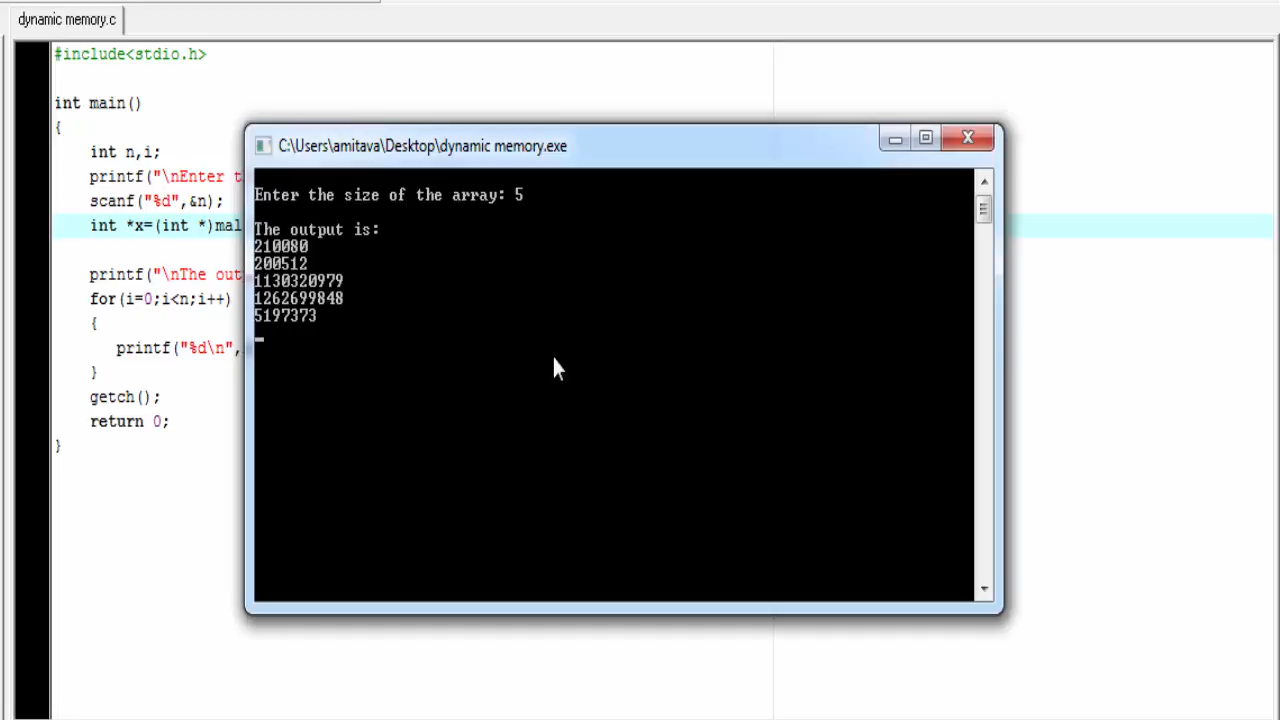 dynamic memory.c
#include<stdio.h>
int main()
{
int n,i;
printf("\nEnter t
scanf("%d",&n);
int *x=(int *)mal
printf("\nThe out
for(i=0;i<n;i++)
{
printf("%d\n",
}
getch();
return 0;
}
C:\Users\amitava\Desktop\dynamic memory.exe
Enter the size of the array: 5
The output is:
210080
200512
1130320979
1262699848
5197373